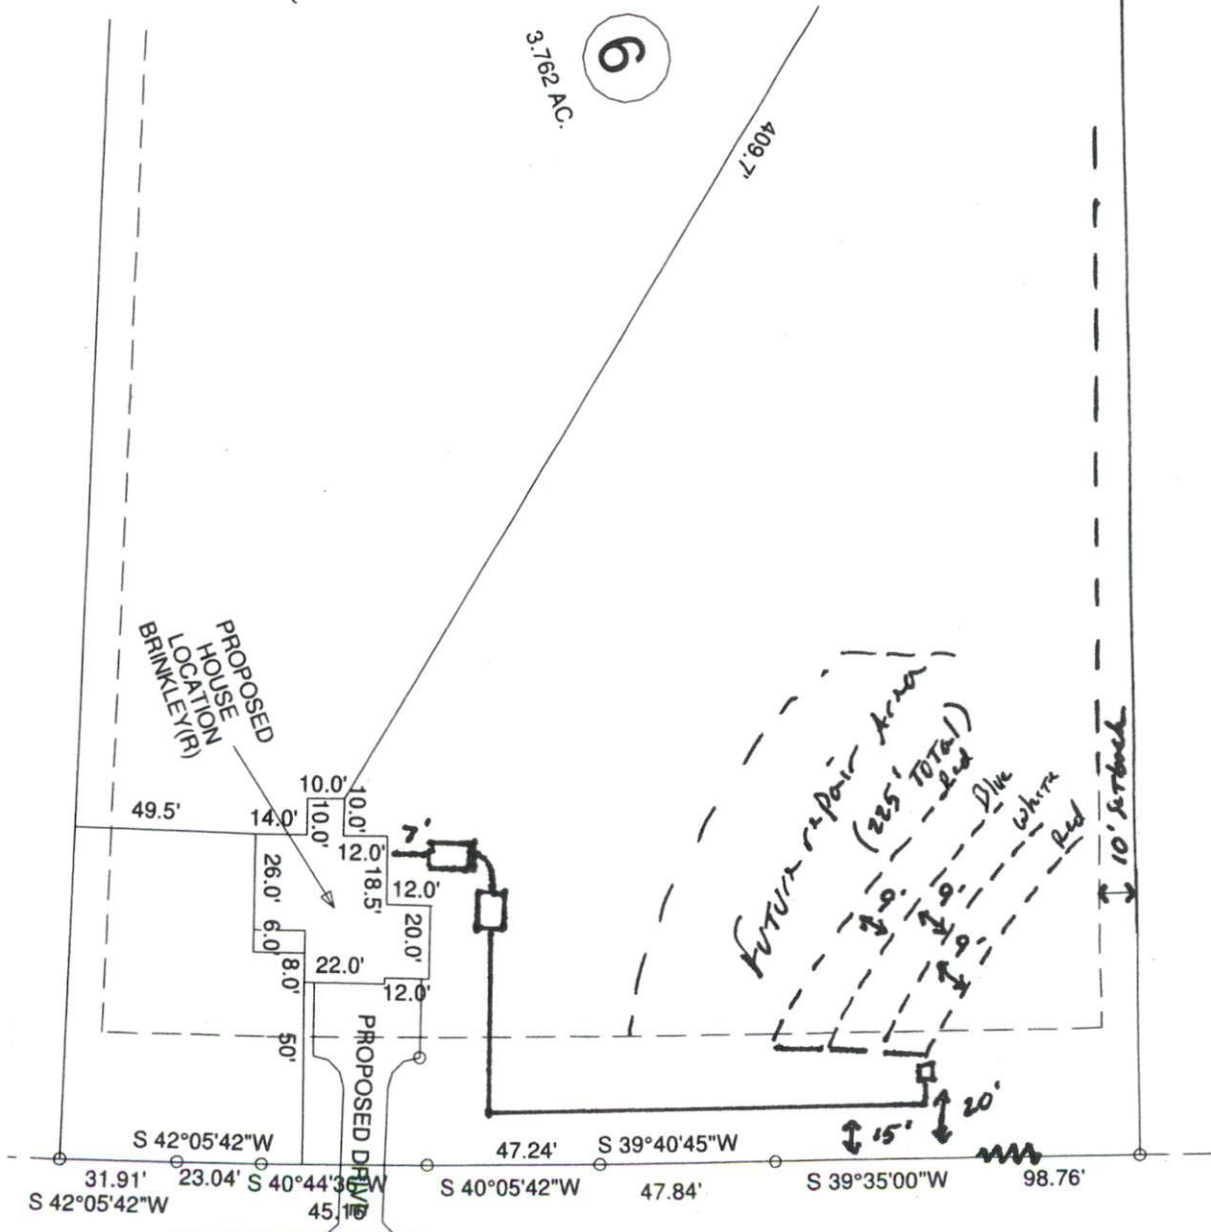 6
3.762 AC.
409.7'
PROPOSED
HOUSE
LOCATION
BRINKLEY(R)
49.5'
10.0'
14.0'
10.0'
10.0'
12.0'
7'
18.5'
12.0'
26.0'
6.0'
8.0'
20.0'
22.0'
12.0'
50'
PROPOSED DRIVE
Future repair Area
(225' TOTAL)
Red
Blue
White
Red
9'
9'
9'
10' setback
20'
15'
S 42°05'42"W
47.24'
S 39°40'45"W
31.91'
23.04'
S 40°44'36"W
S 40°05'42"W
47.84'
S 39°35'00"W
98.76'
S 42°05'42"W